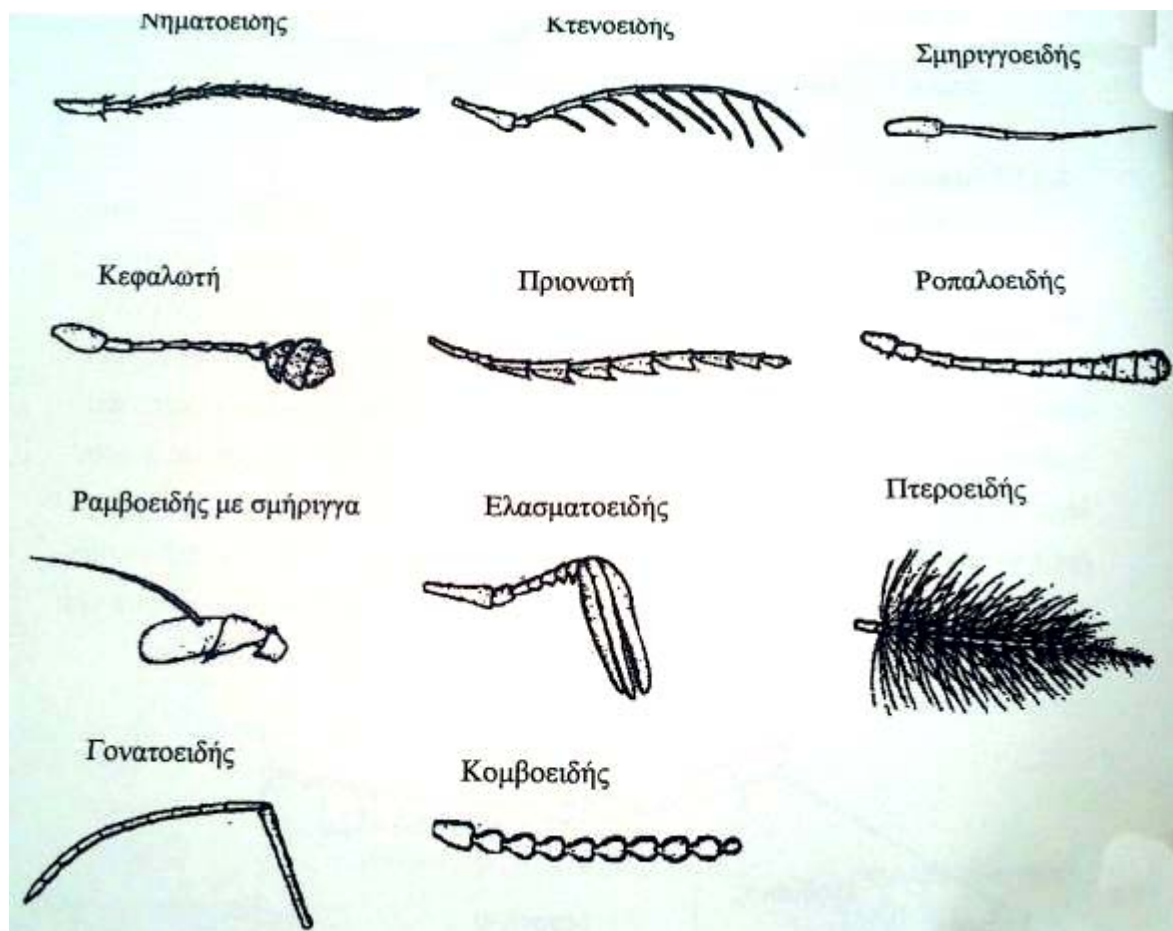 Νηματοειδής
Κτενοειδής
Σμηριγγοειδής
Κεφαλωτή
Πριονωτή
Ροπαλοειδής
Ραμβοειδής με σμήριγγα
Ελασματοειδής
Πτεροειδής
Γονατοειδής
Κομβοειδής